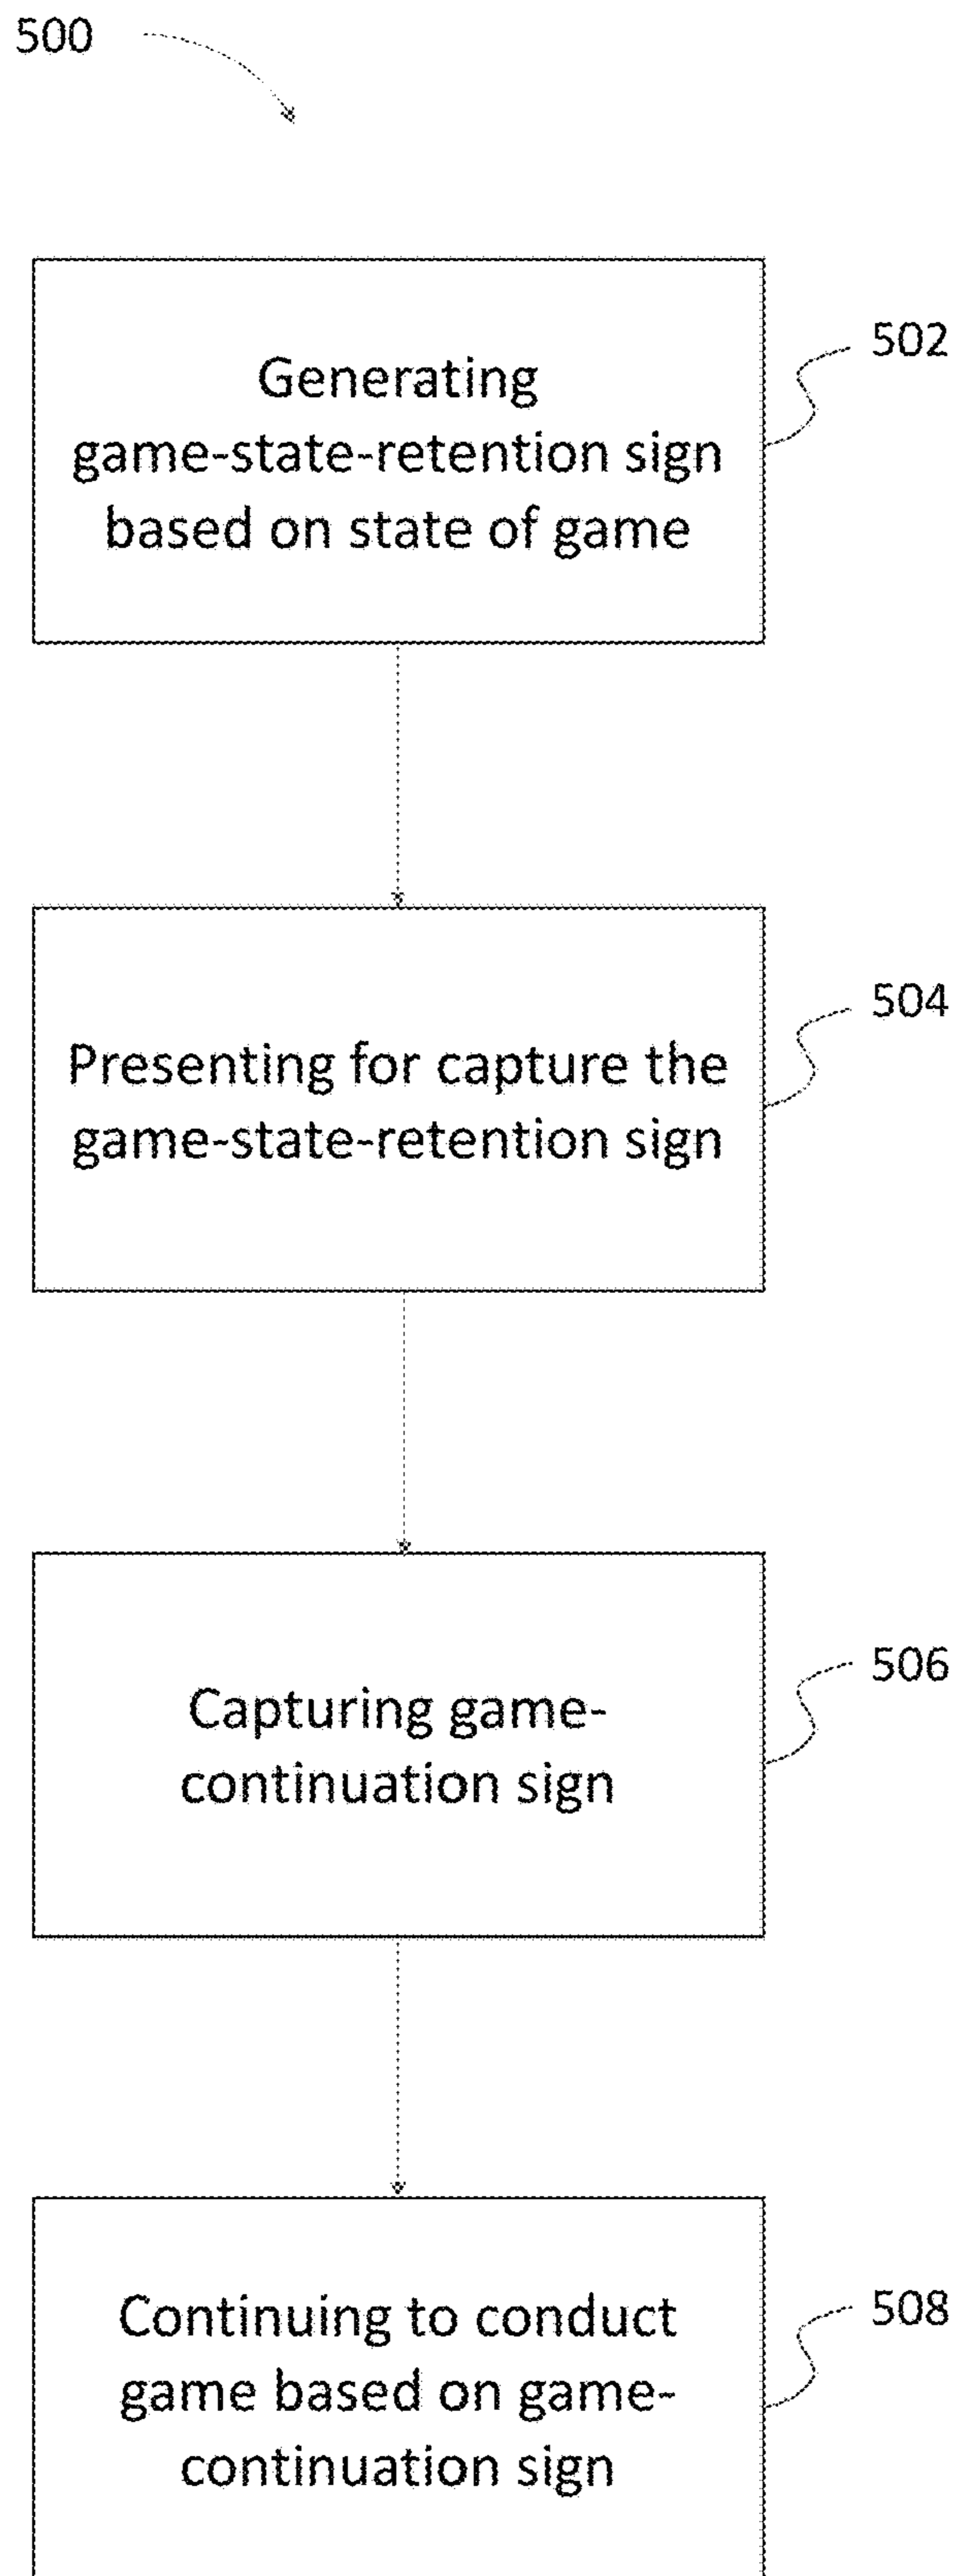 500
Generating
game-state-retention sign
based on state of game
502
Presenting for capture the
game-state-retention sign
504
Capturing game-
continuation sign
506
Continuing to conduct
game based on game-
continuation sign
508